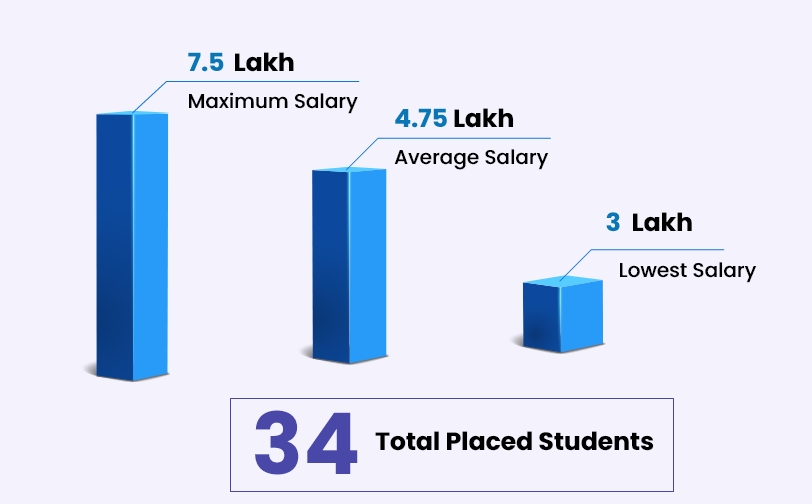 7.5 Lakh
Maximum Salary
4.75 Lakh
Average Salary
3 Lakh
Lowest Salary
34 Total Placed Students